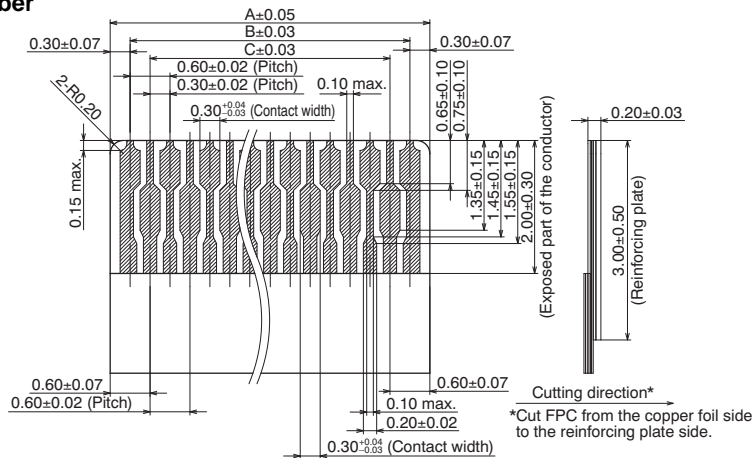 ber
A±0.05
B±0.03
0.30±0.07
0.30±0.07
C±0.03
0.60±0.02 (Pitch)
0.30±0.02 (Pitch)
0.10 max.
2-R0.20
0.30+0.04−0.03 (Contact width)
0.65±0.10
0.75±0.10
0.20±0.03
0.15 max.
1.35±0.15
1.45±0.15
1.55±0.15
2.00±0.30
(Exposed part of the conductor)
3.00±0.50
(Reinforcing plate)
0.60±0.07
0.60±0.02 (Pitch)
0.60±0.07
0.10 max.
0.20±0.02
0.30+0.04−0.03 (Contact width)
Cutting direction*
*Cut FPC from the copper foil side
to the reinforcing plate side.